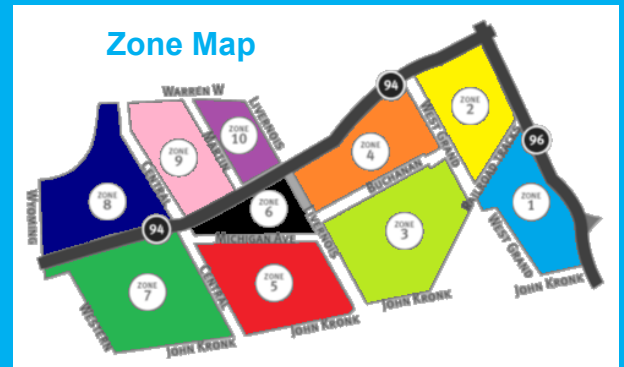 Zone Map
WARREN W
LIVERNOIS
94
ZONE
2
ZONE
10
MARTIN
WEST GRAND
ZONE
9
ZONE
4
96
RAILROAD TRACKS
BUCHANAN
CENTRAL
WYOMING
ZONE
8
ZONE
6
ZONE
1
LIVERNOIS
94
MICHIGAN AVE
ZONE
3
WEST GRAND
ZONE
7
CENTRAL
ZONE
5
JOHN KRONK
JOHN KRONK
WESTERN
JOHN KRONK
JOHN KRONK